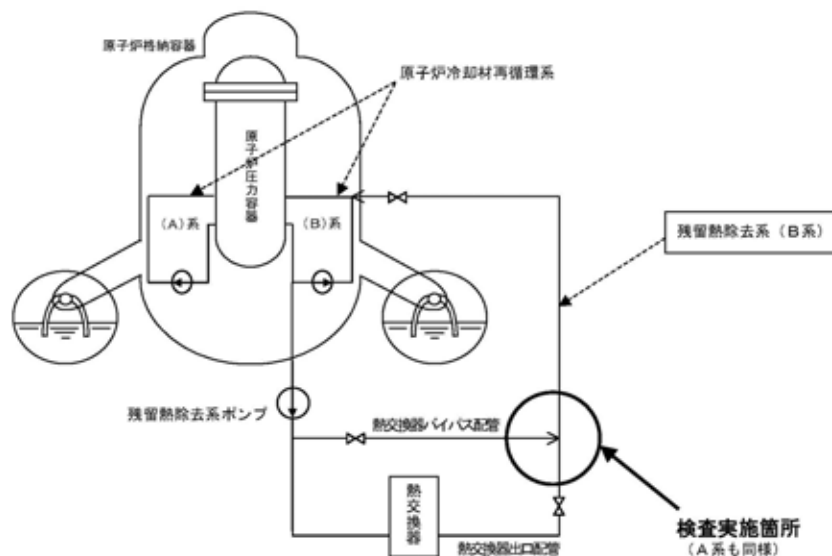 原子炉格納容器
原子炉冷却材再循環系
原子炉圧力容器
(A)系
(B)系
残留熱除去系(B系)
残留熱除去系ポンプ
熱交換器バイパス配管
熱交換器
熱交換器出口配管
検査実施箇所
(A系も同様)